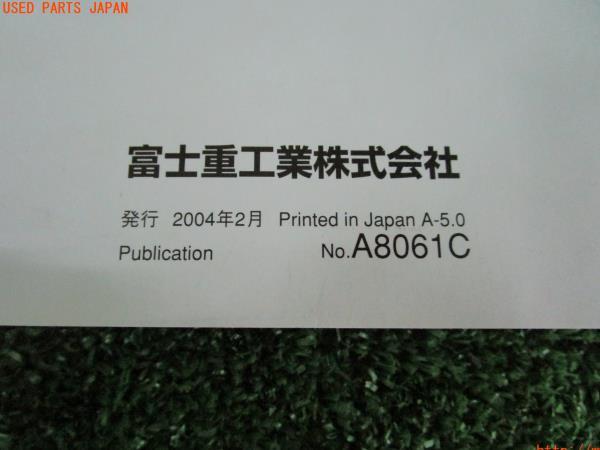 USED PARTS JAPAN
富士重工業株式会社
発行 2004年2月 Printed in Japan A-5.0
Publication No.A8061C